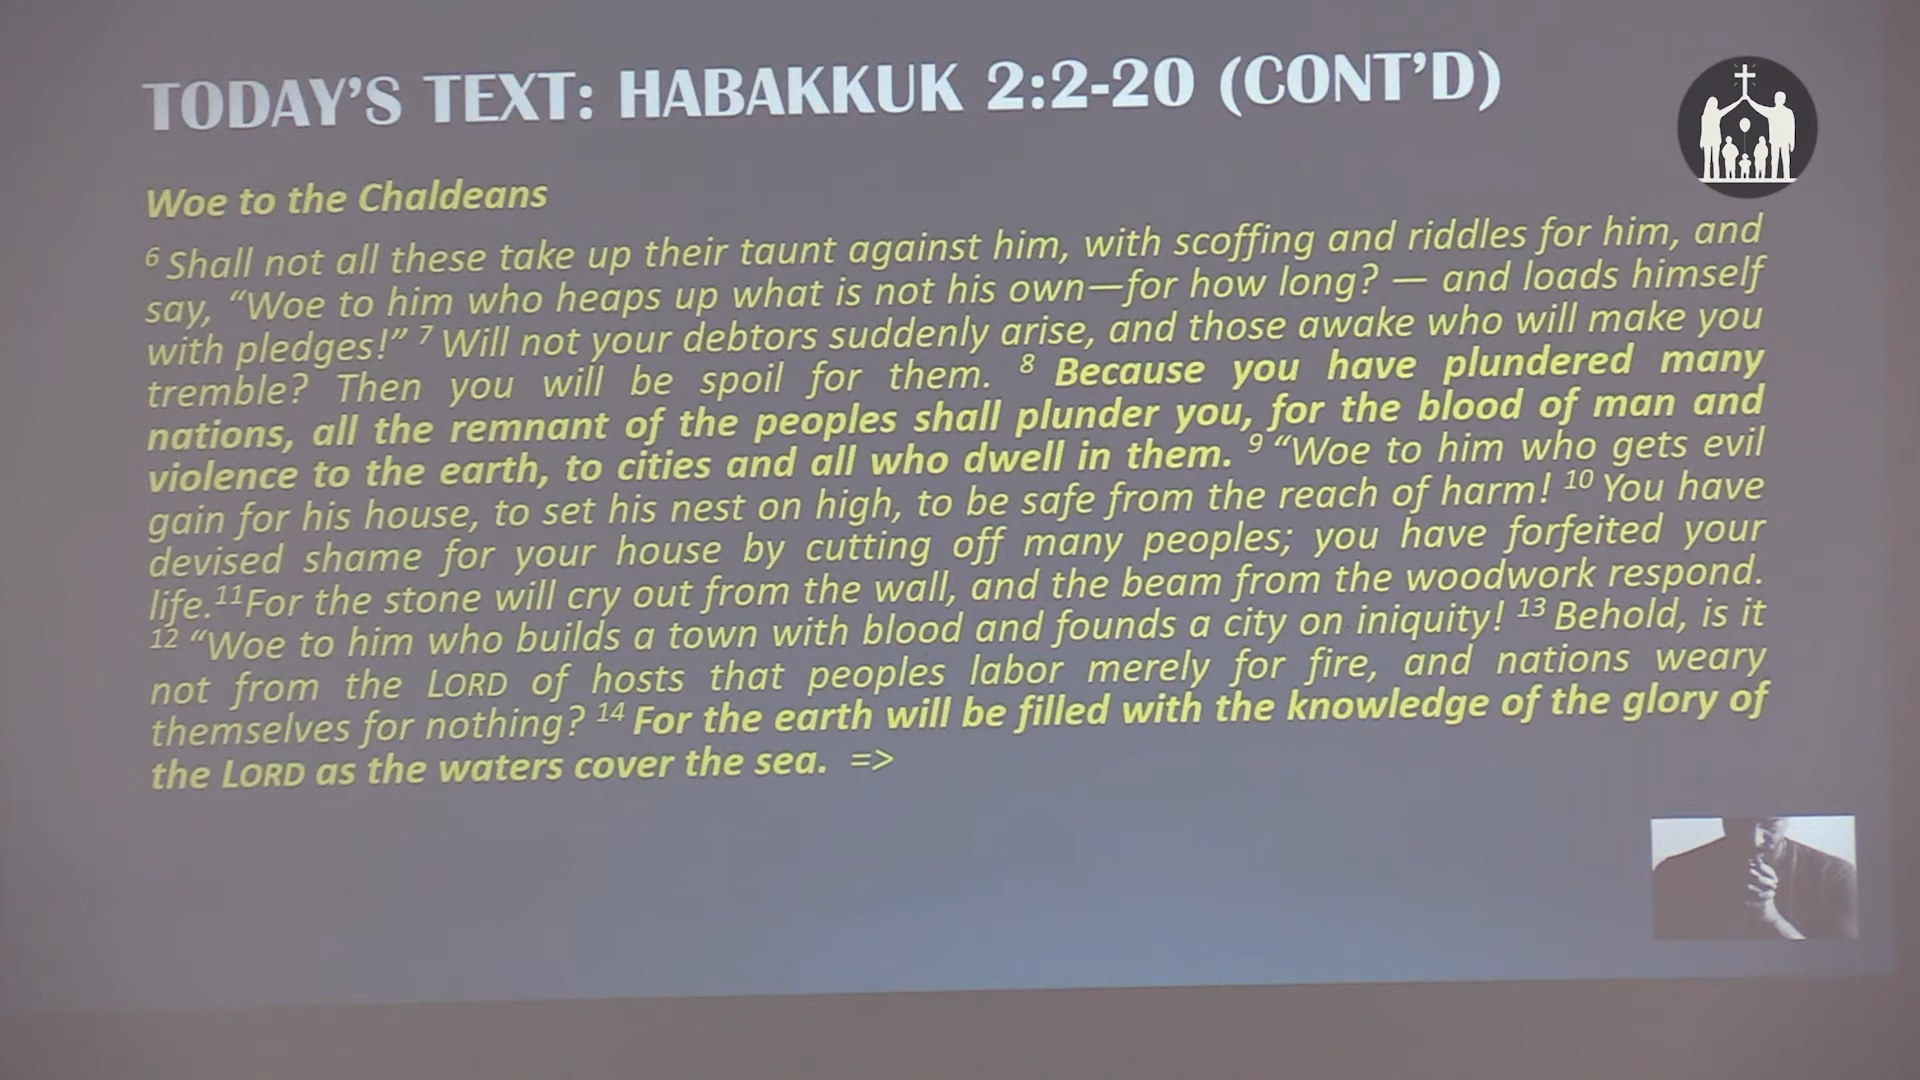 TODAY'S TEXT: HABAKKUK 2:2-20 (CONT'D)
Woe to the Chaldeans
6 Shall not all these take up their taunt against him, with scoffing and riddles for him, and
say, “Woe to him who heaps up what is not his own—for how long? — and loads himself
with pledges!” 7 Will not your debtors suddenly arise, and those awake who will make you
tremble? Then you will be spoil for them. 8 Because you have plundered many
nations, all the remnant of the peoples shall plunder you, for the blood of man and
violence to the earth, to cities and all who dwell in them. 9 “Woe to him who gets evil
gain for his house, to set his nest on high, to be safe from the reach of harm! 10 You have
devised shame for your house by cutting off many peoples; you have forfeited your
life.11For the stone will cry out from the wall, and the beam from the woodwork respond.
12 “Woe to him who builds a town with blood and founds a city on iniquity! 13 Behold, is it
not from the LORD of hosts that peoples labor merely for fire, and nations weary
themselves for nothing? 14 For the earth will be filled with the knowledge of the glory of
the LORD as the waters cover the sea. =>